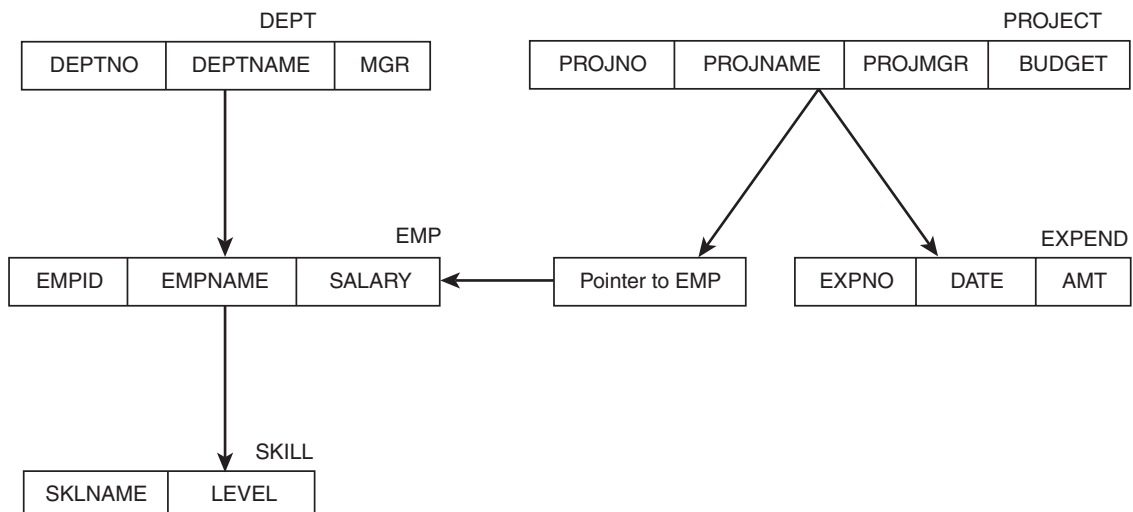 DEPT
DEPTNO DEPTNAME MGR
PROJECT
PROJNO PROJNAME PROJMGR BUDGET
EMP
EMPID EMPNAME SALARY
Pointer to EMP
EXPEND
EXPNO DATE AMT
SKILL
SKLNAME LEVEL